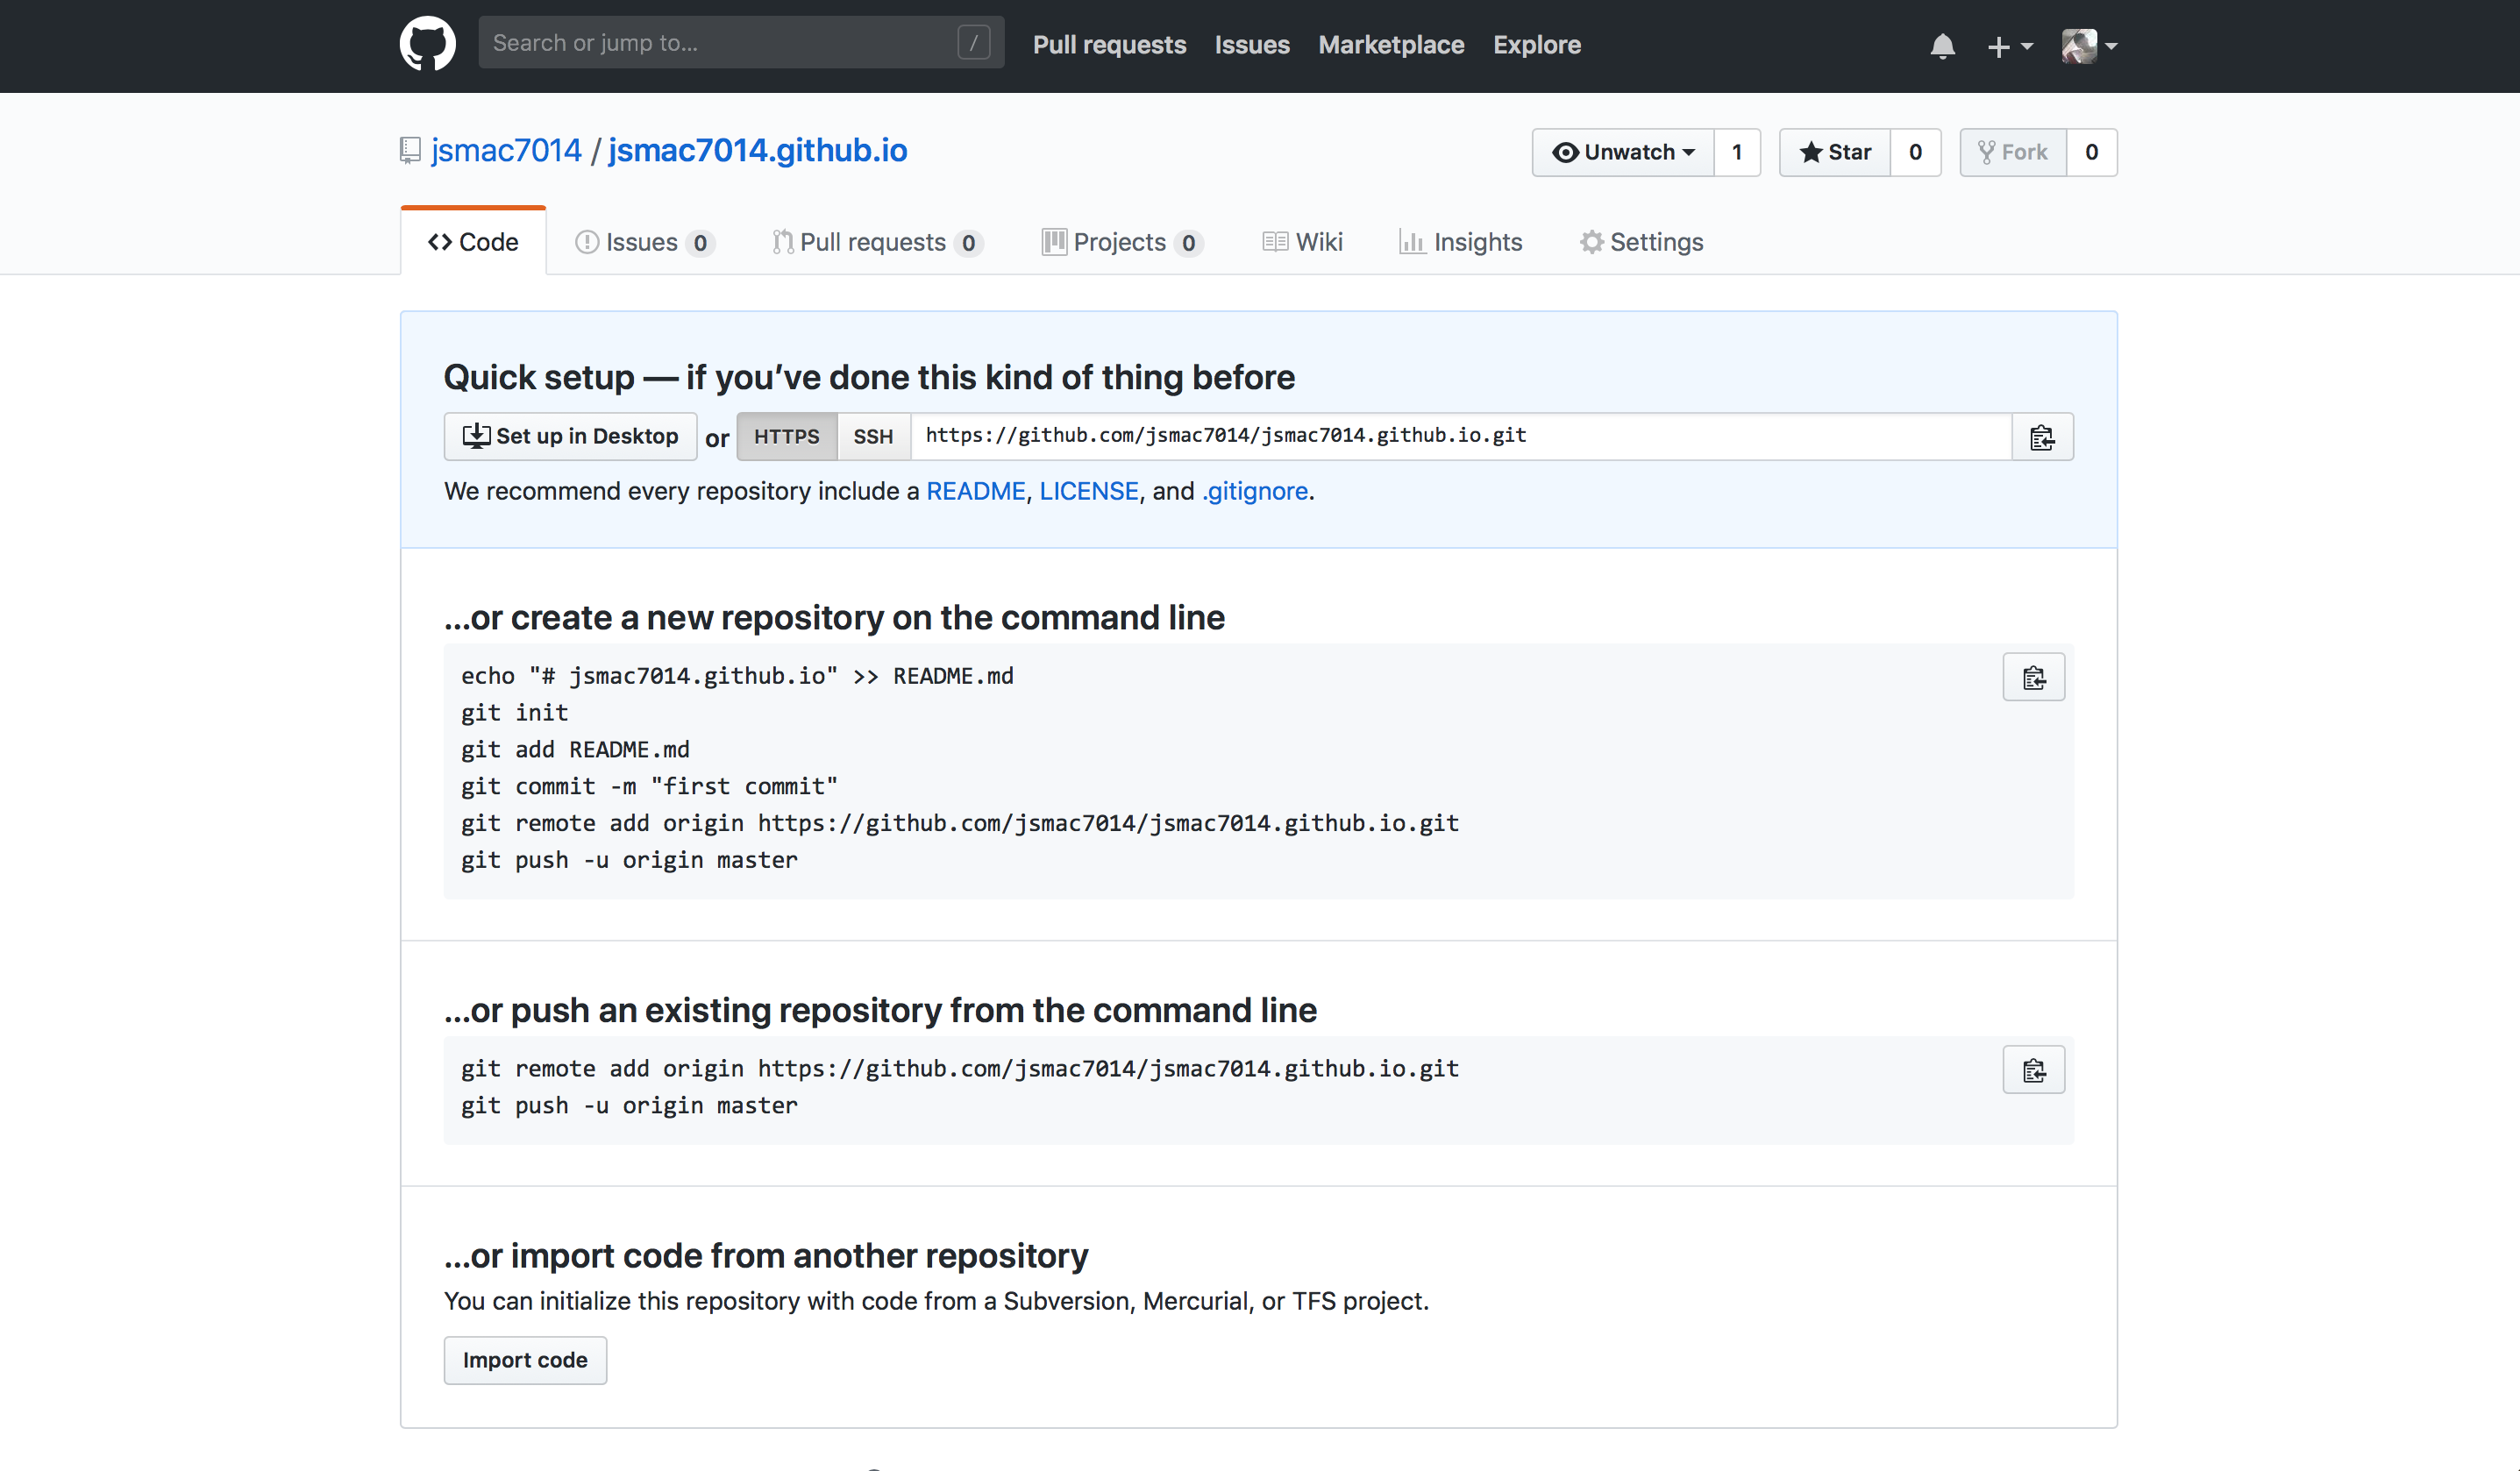 Search or jump to... /
Pull requests Issues Marketplace Explore
jsmac7014 / jsmac7014.github.io
Unwatch 1 Star 0 Fork 0
Code Issues 0 Pull requests 0 Projects 0 Wiki Insights Settings
Quick setup — if you’ve done this kind of thing before
Set up in Desktop or HTTPS SSH https://github.com/jsmac7014/jsmac7014.github.io.git
We recommend every repository include a README, LICENSE, and .gitignore.
…or create a new repository on the command line
echo "# jsmac7014.github.io" >> README.md
git init
git add README.md
git commit -m "first commit"
git remote add origin https://github.com/jsmac7014/jsmac7014.github.io.git
git push -u origin master
…or push an existing repository from the command line
git remote add origin https://github.com/jsmac7014/jsmac7014.github.io.git
git push -u origin master
…or import code from another repository
You can initialize this repository with code from a Subversion, Mercurial, or TFS project.
Import code